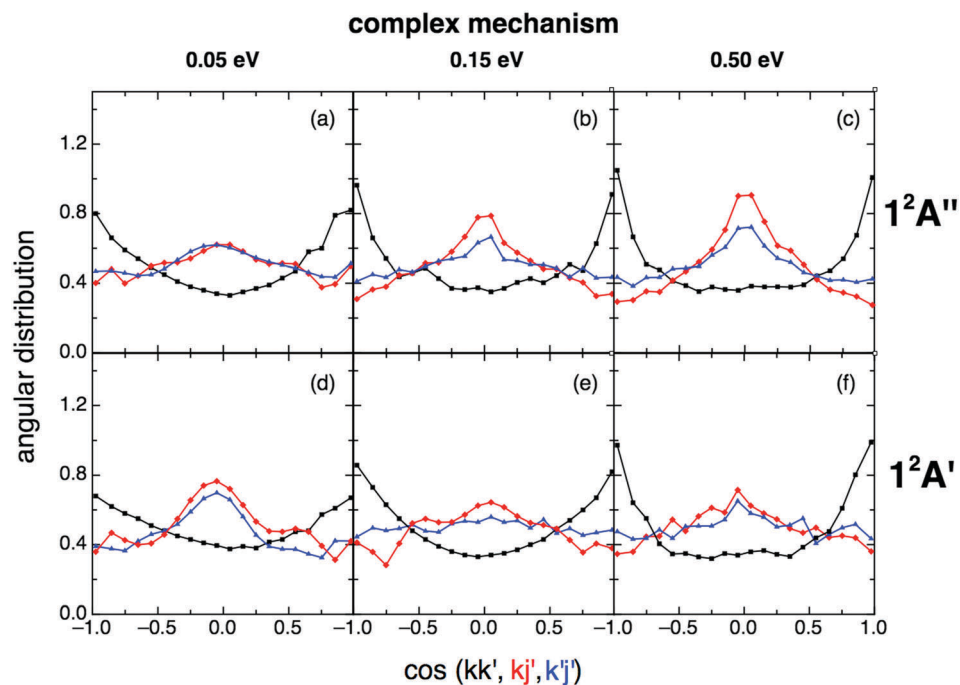 complex mechanism
0.05 eV 0.15 eV 0.50 eV
(a) (b) (c)
1.2
0.8
0.4
0.0
1²A''
(d) (e) (f)
1.2
0.8
0.4
0.0
1²A'
angular distribution
−1.0 −0.5 0.0 0.5 −1.0 −0.5 0.0 0.5 −1.0 −0.5 0.0 0.5 1.0
cos (kk', kj', k'j')